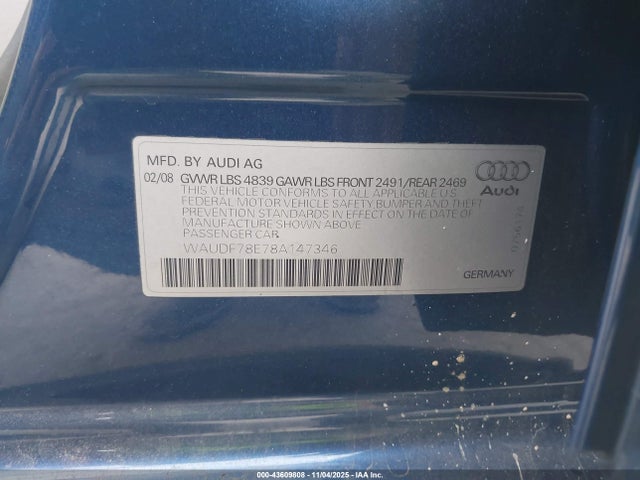 MFD. BY AUDI AG
02/08 GVWR LBS 4839 GAWR LBS FRONT 2491/REAR 2469
THIS VEHICLE CONFORMS TO ALL APPLICABLE U.S.
FEDERAL MOTOR VEHICLE SAFETY,BUMPER AND THEFT
PREVENTION STANDARDS IN EFFECT ON THE DATE OF
MANUFACTURE SHOWN ABOVE
PASSENGER CAR
WAUDF78E78A147346
Audi
GERMANY
000-43609808 - 11/04/2025 - IAAI.COM